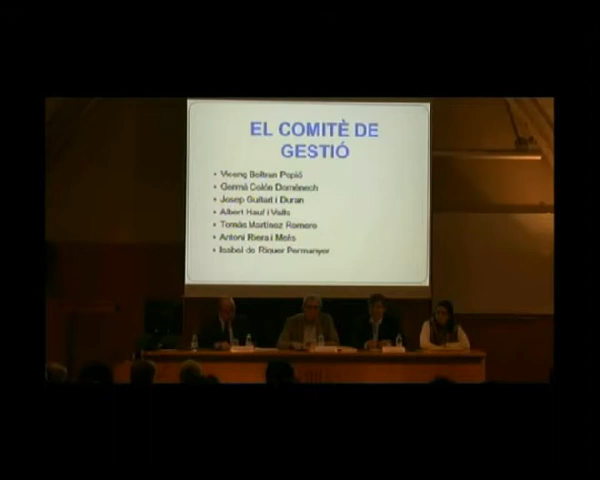 EL COMITÈ DE
GESTIÓ
• Vicenç Beltran Pepió
• Germà Colón Domènech
• Josep Guitart i Duran
• Albert Hauf i Valls
• Tomàs Martínez Romero
• Antoni Riera i Melis
• Isabel de Riquer Permanyer